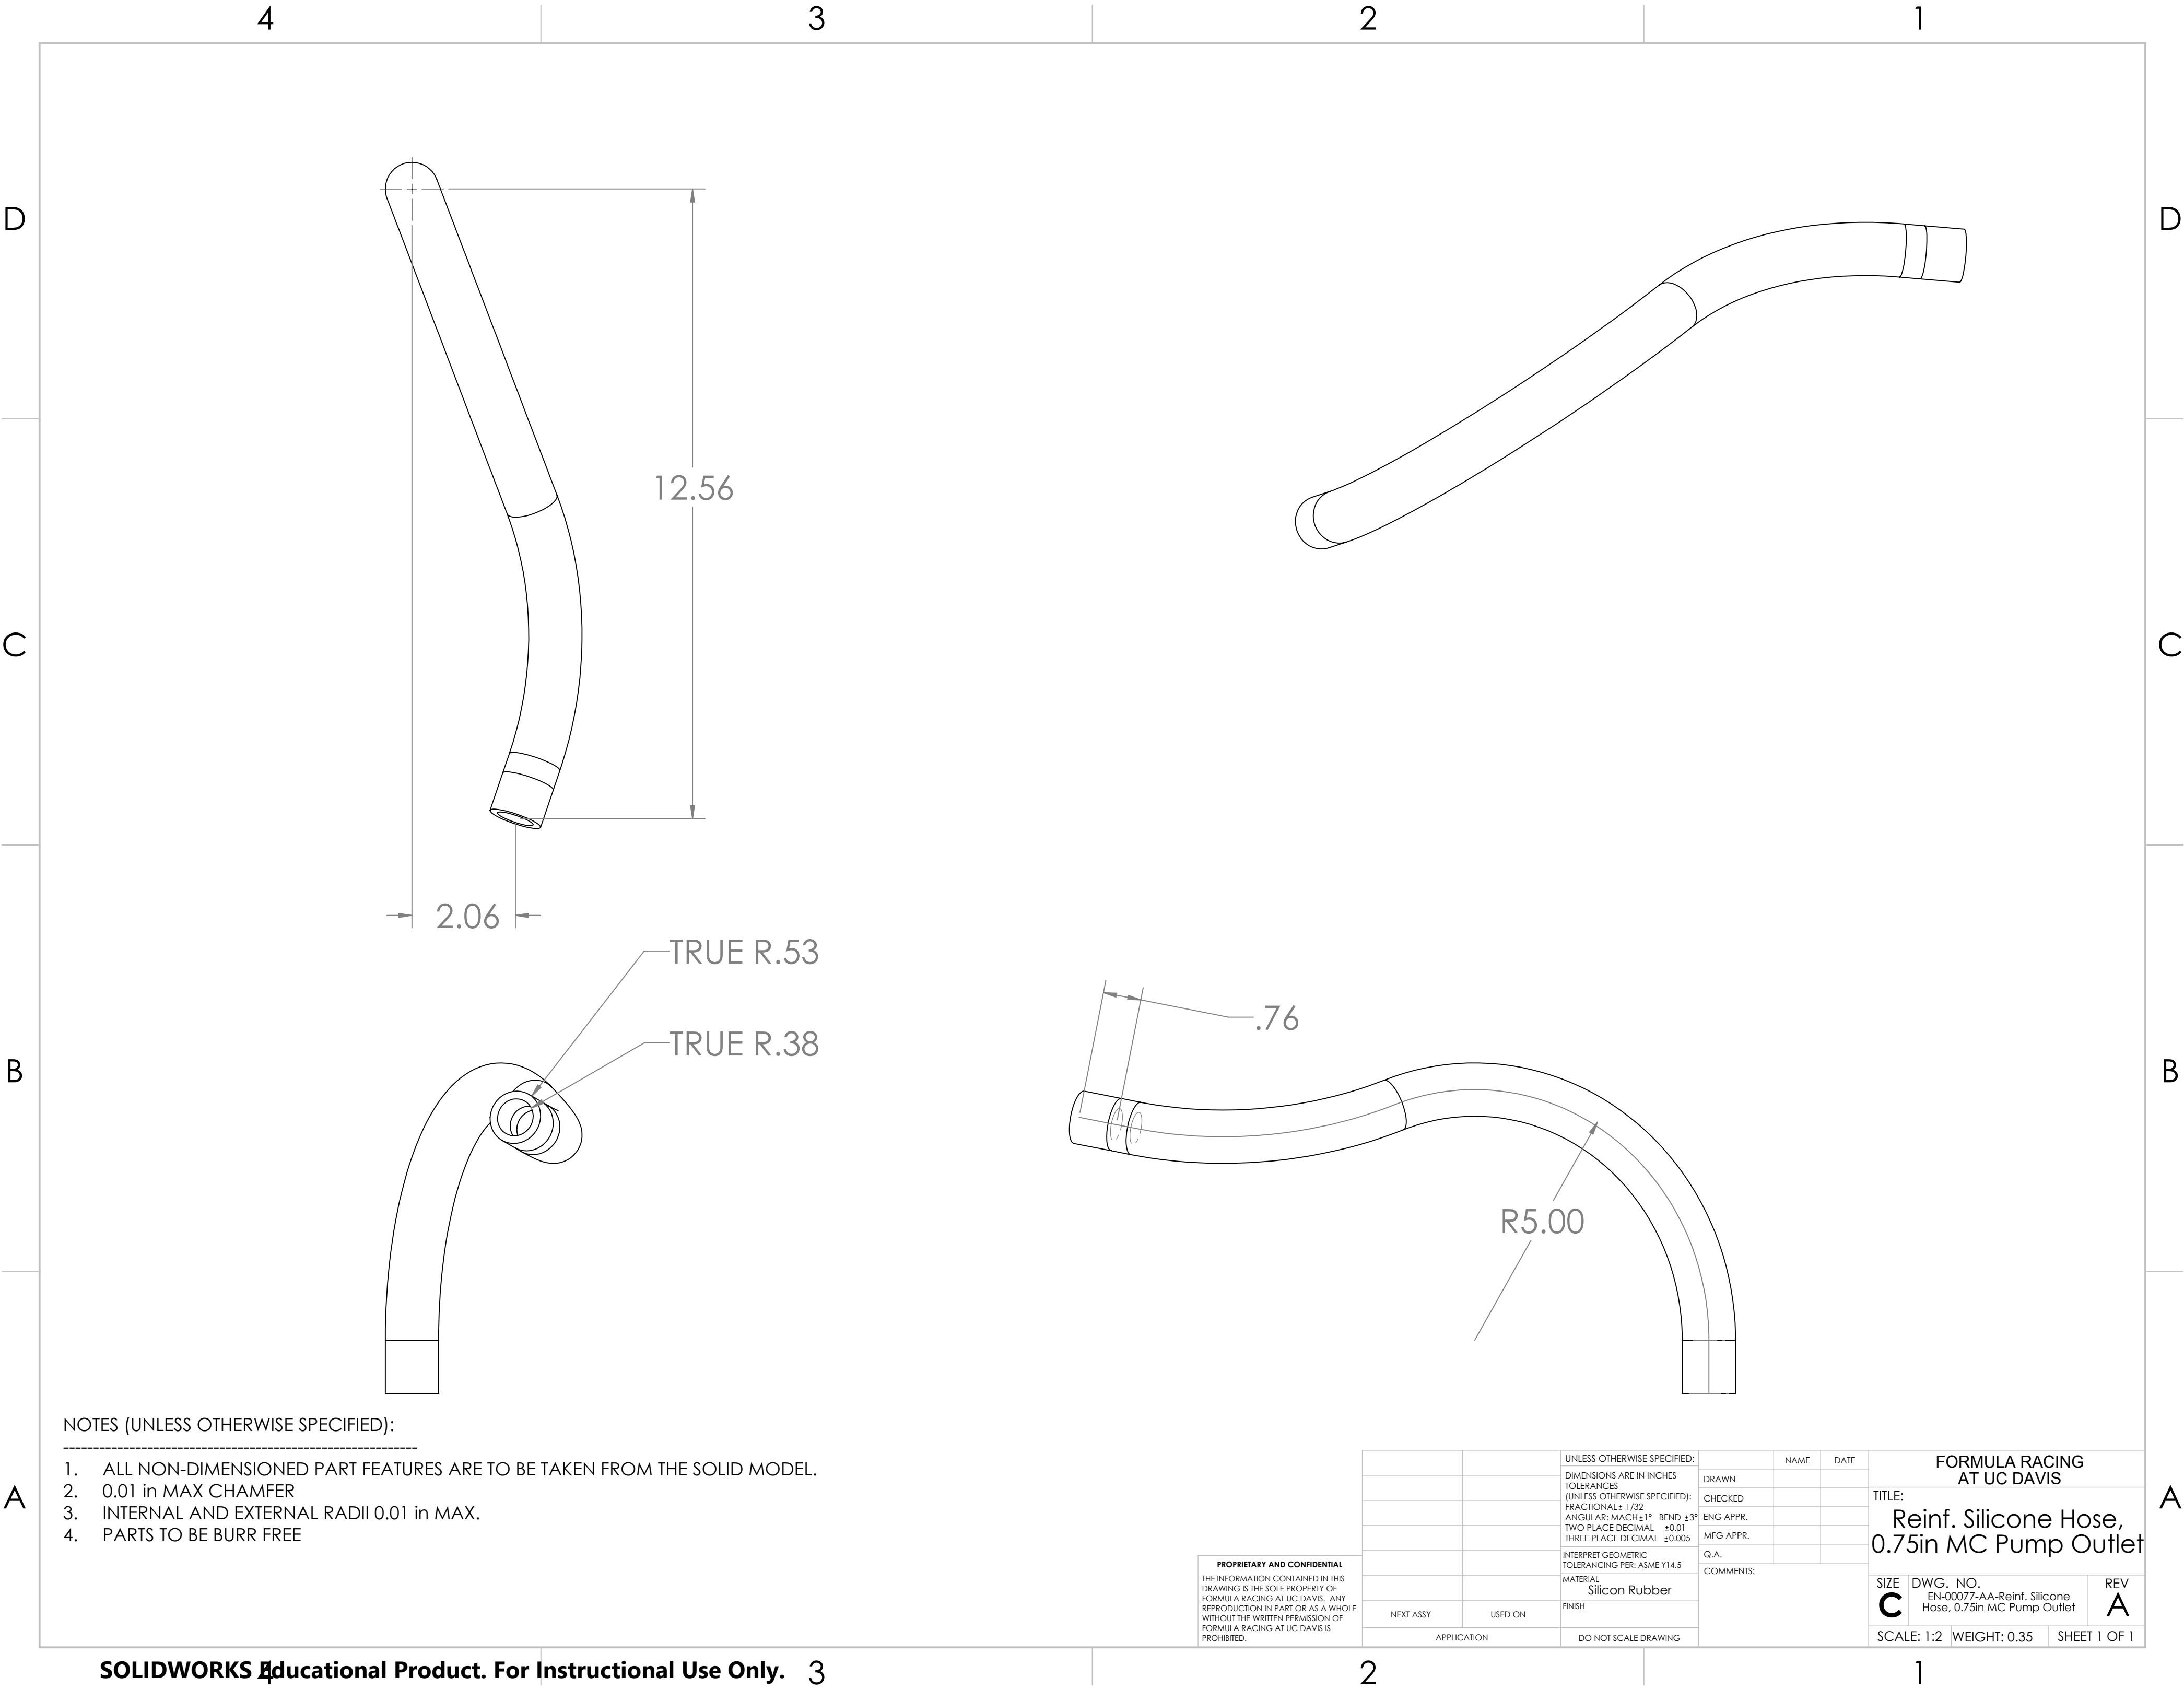 4 3 2 1
D D
12.56
C C
2.06
TRUE R.53
TRUE R.38
.76
B B
R5.00
NOTES (UNLESS OTHERWISE SPECIFIED):
-----------------------------------------------------------
1. ALL NON-DIMENSIONED PART FEATURES ARE TO BE TAKEN FROM THE SOLID MODEL.
2. 0.01 in MAX CHAMFER
3. INTERNAL AND EXTERNAL RADII 0.01 in MAX.
4. PARTS TO BE BURR FREE
A A
PROPRIETARY AND CONFIDENTIAL
THE INFORMATION CONTAINED IN THIS
DRAWING IS THE SOLE PROPERTY OF
FORMULA RACING AT UC DAVIS. ANY
REPRODUCTION IN PART OR AS A WHOLE
WITHOUT THE WRITTEN PERMISSION OF
FORMULA RACING AT UC DAVIS IS
PROHIBITED.
NEXT ASSY USED ON
APPLICATION
UNLESS OTHERWISE SPECIFIED:
DIMENSIONS ARE IN INCHES
TOLERANCES
(UNLESS OTHERWISE SPECIFIED):
FRACTIONAL± 1/32
ANGULAR: MACH±1° BEND ±3°
TWO PLACE DECIMAL ±0.01
THREE PLACE DECIMAL ±0.005
INTERPRET GEOMETRIC
TOLERANCING PER: ASME Y14.5
MATERIAL
Silicon Rubber
FINISH
DO NOT SCALE DRAWING
NAME DATE
DRAWN
CHECKED
ENG APPR.
MFG APPR.
Q.A.
COMMENTS:
FORMULA RACING
AT UC DAVIS
TITLE:
Reinf. Silicone Hose,
0.75in MC Pump Outlet
SIZE DWG. NO. REV
C EN-00077-AA-Reinf. Silicone
Hose, 0.75in MC Pump Outlet A
SCALE: 1:2 WEIGHT: 0.35 SHEET 1 OF 1
SOLIDWORKS Educational Product. For Instructional Use Only.
4 3 2 1